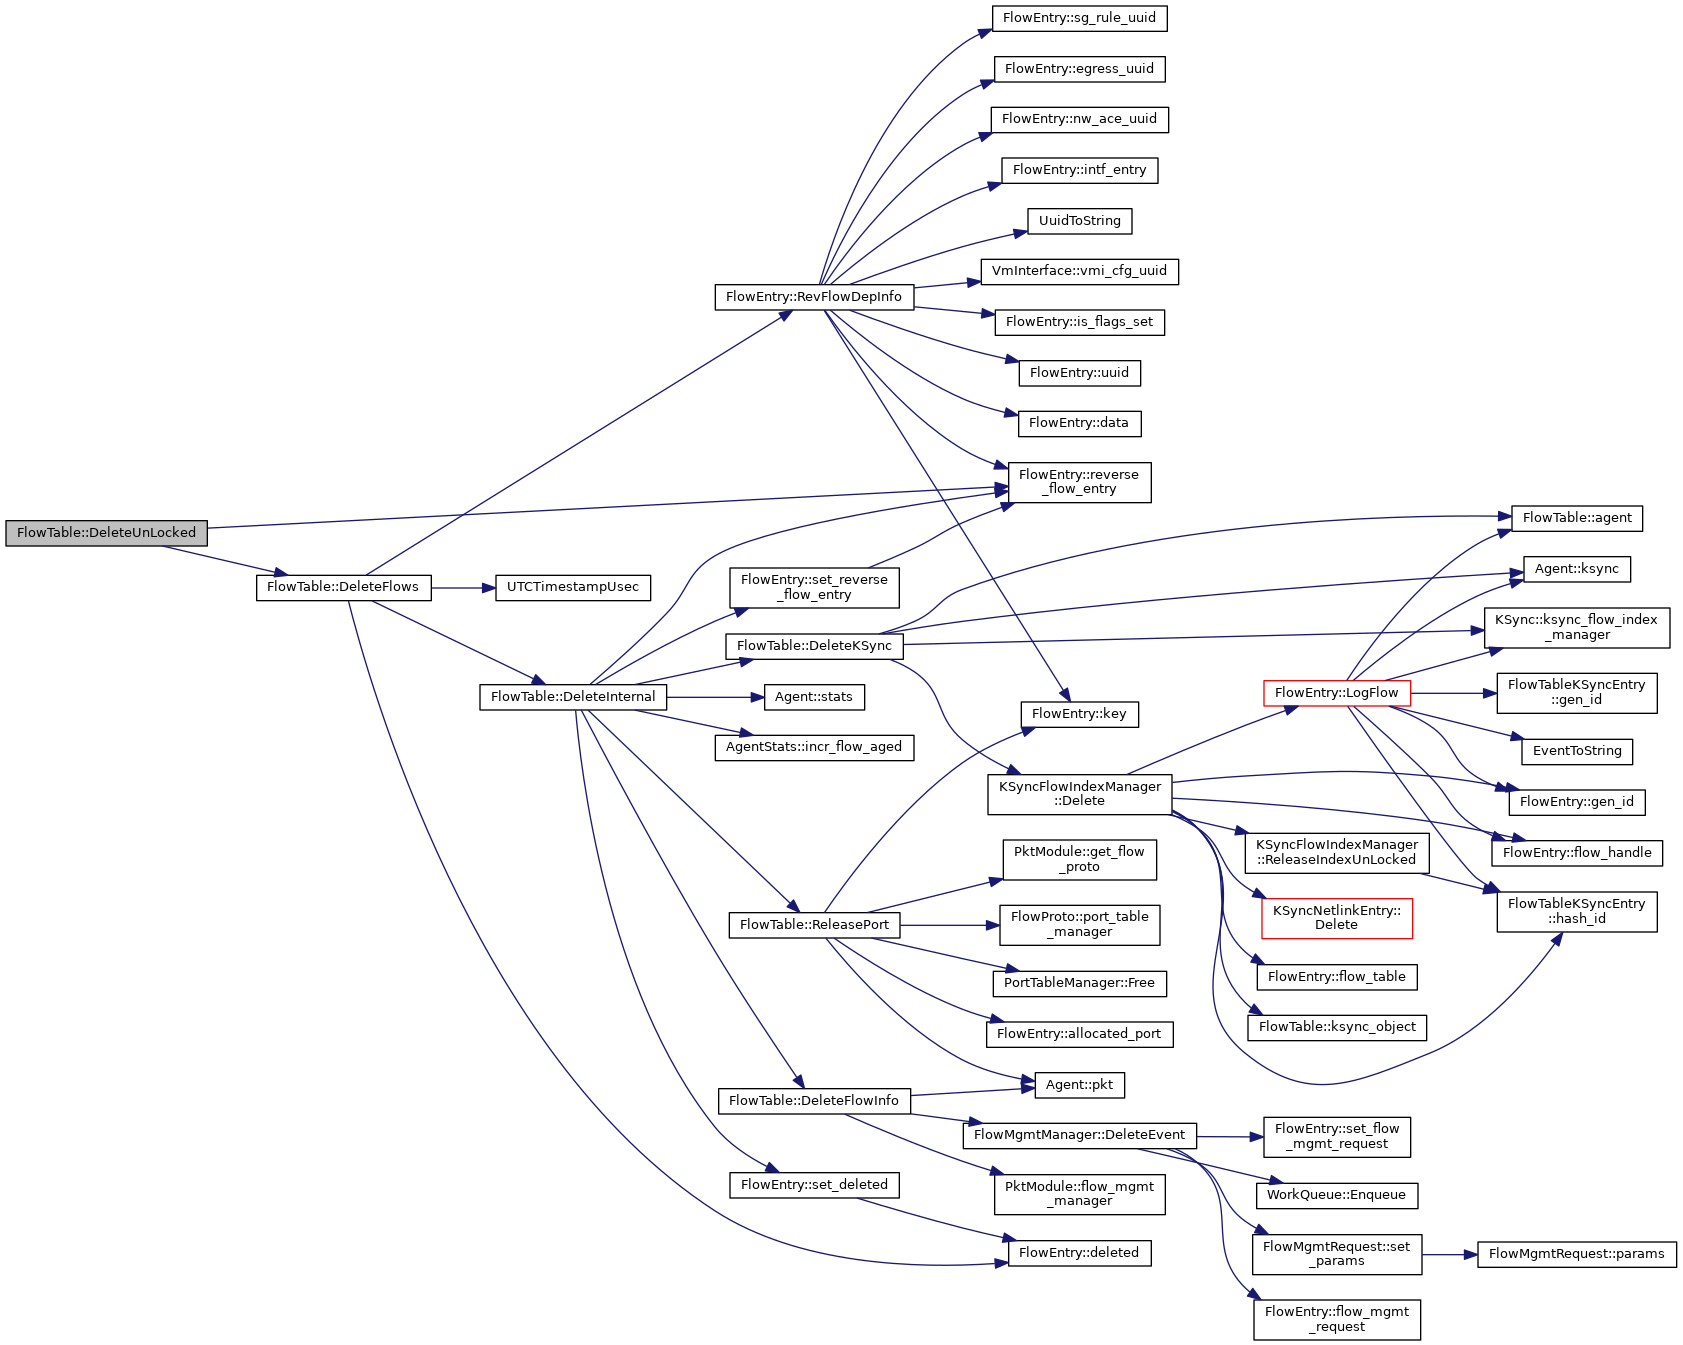 FlowTable::DeleteUnLocked
FlowTable::DeleteFlows
FlowEntry::RevFlowDepInfo
UTCTimestampUsec
FlowTable::DeleteInternal
FlowEntry::set_reverse
_flow_entry
FlowTable::DeleteKSync
Agent::stats
AgentStats::incr_flow_aged
FlowTable::ReleasePort
FlowTable::DeleteFlowInfo
FlowEntry::set_deleted
FlowEntry::sg_rule_uuid
FlowEntry::egress_uuid
FlowEntry::nw_ace_uuid
FlowEntry::intf_entry
UuidToString
VmInterface::vmi_cfg_uuid
FlowEntry::is_flags_set
FlowEntry::uuid
FlowEntry::data
FlowEntry::reverse
_flow_entry
FlowEntry::key
KSyncFlowIndexManager
::Delete
PktModule::get_flow
_proto
FlowProto::port_table
_manager
PortTableManager::Free
FlowEntry::allocated_port
Agent::pkt
FlowMgmtManager::DeleteEvent
PktModule::flow_mgmt
_manager
FlowEntry::deleted
FlowEntry::LogFlow
KSyncFlowIndexManager
::ReleaseIndexUnLocked
KSyncNetlinkEntry::
Delete
FlowEntry::flow_table
FlowTable::ksync_object
FlowEntry::set_flow
_mgmt_request
WorkQueue::Enqueue
FlowMgmtRequest::set
_params
FlowEntry::flow_mgmt
_request
FlowTable::agent
Agent::ksync
KSync::ksync_flow_index
_manager
FlowTableKSyncEntry
::gen_id
EventToString
FlowEntry::gen_id
FlowEntry::flow_handle
FlowTableKSyncEntry
::hash_id
FlowMgmtRequest::params